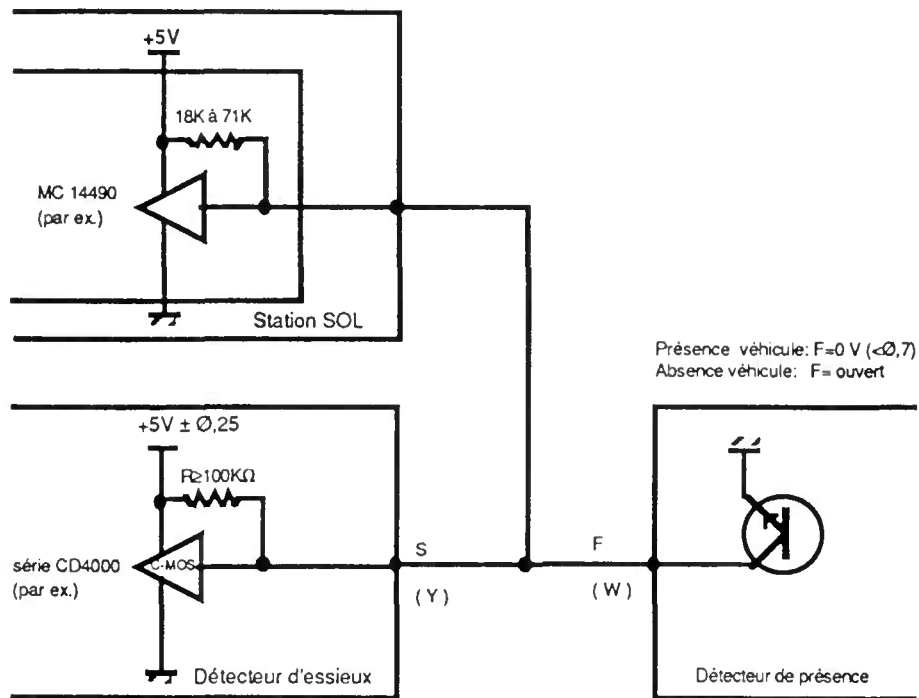 +5V
18K à 71K
MC 14490
(par ex.)
Station SOL
Présence véhicule: F=0 V (<Ø,7)
Absence véhicule: F= ouvert
+5V ± Ø,25
R≥100KΩ
C-MOS
série CD4000
(par ex.)
S
F
(Y)
(W)
Détecteur d'essieux
Détecteur de présence